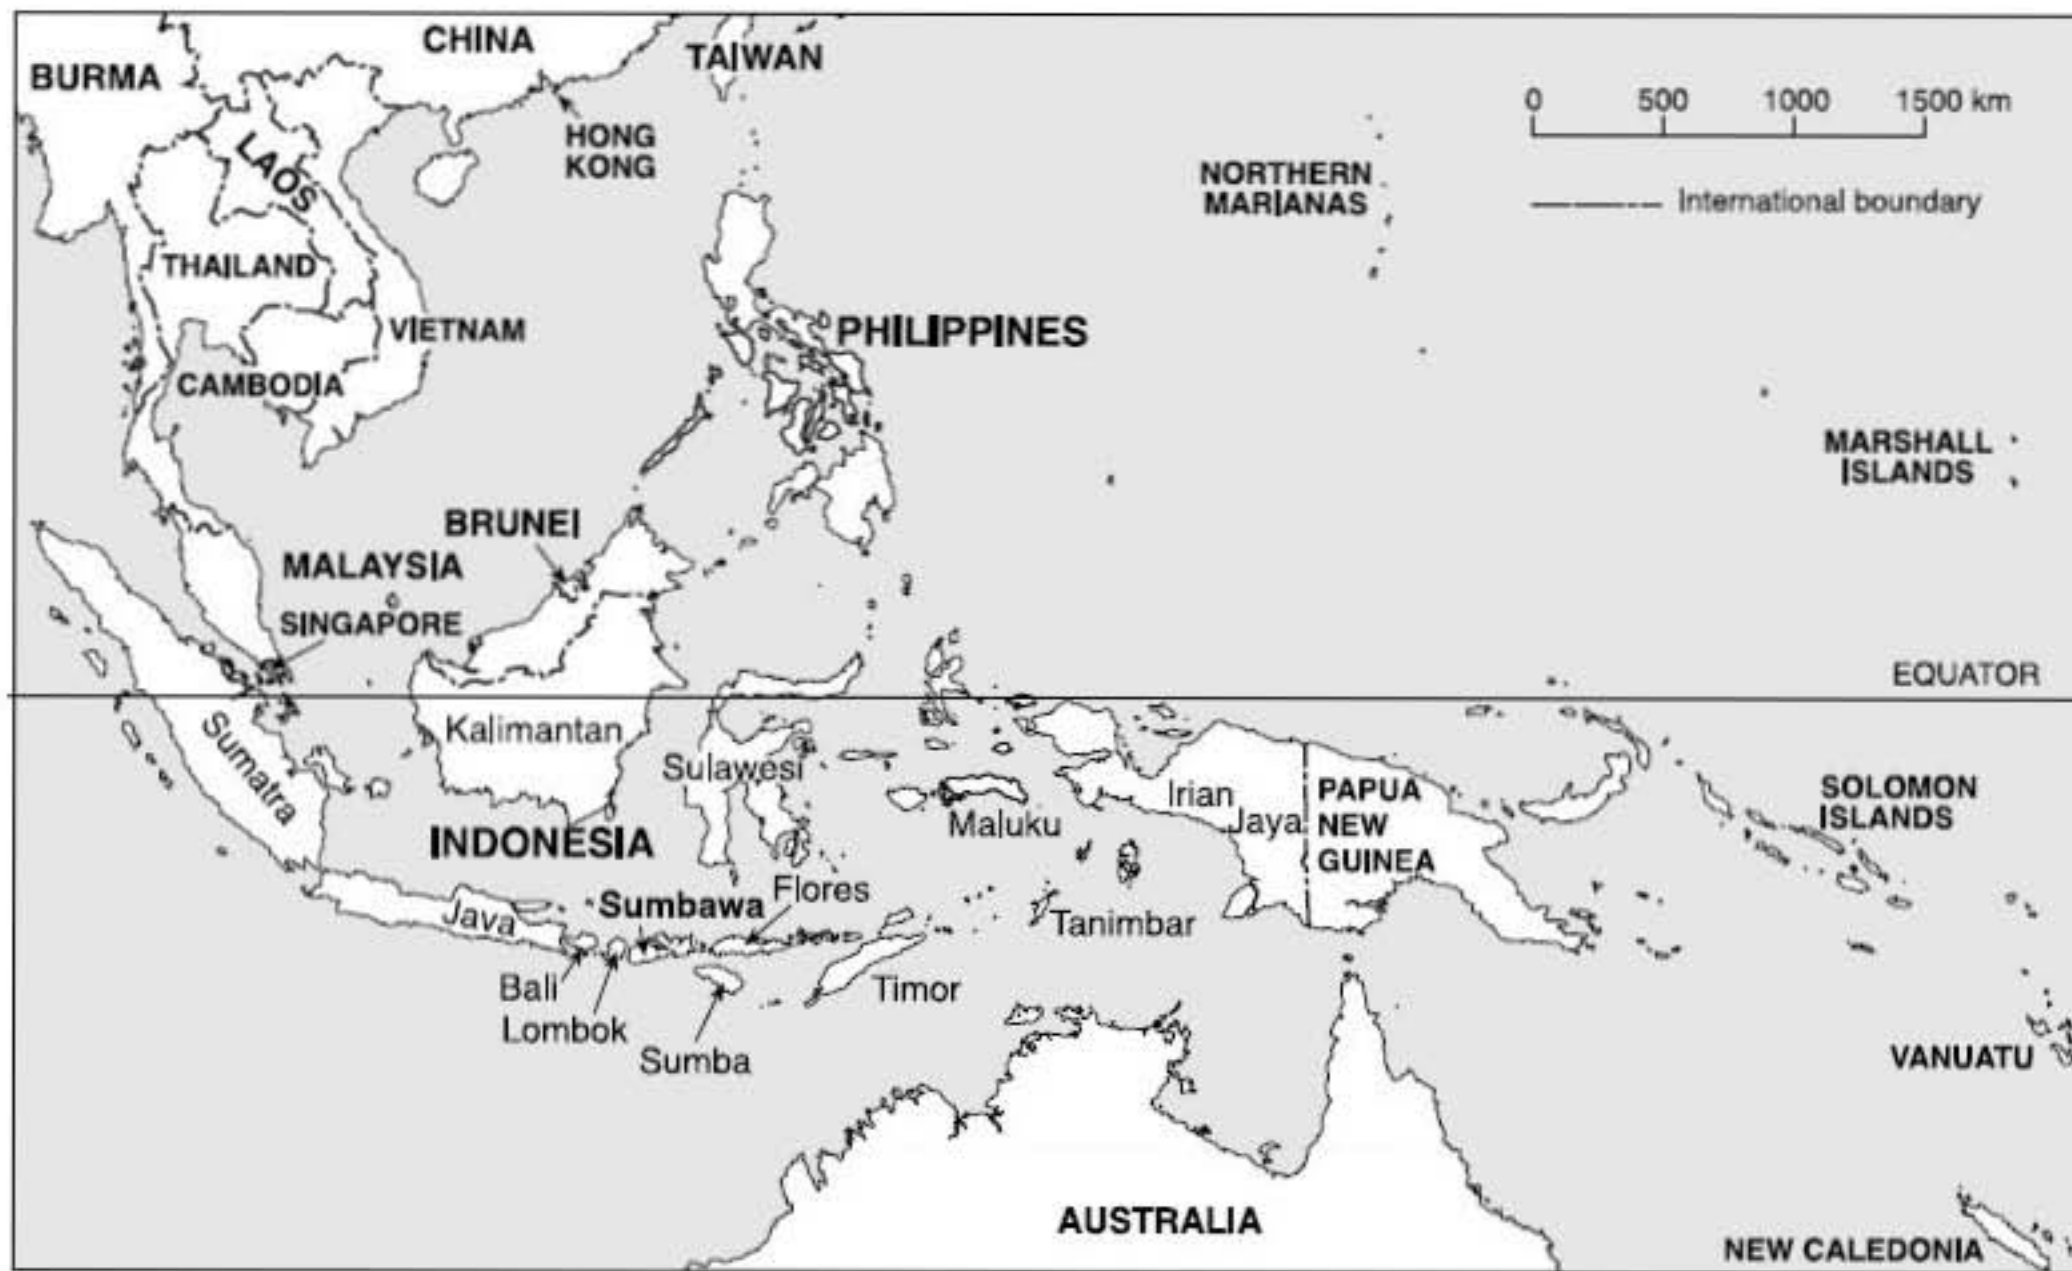 CHINA
TAIWAN
BURMA
HONG
KONG
LAOS
0 500 1000 1500 km
NORTHERN
MARIANAS
International boundary
THAILAND
VIETNAM
PHILIPPINES
CAMBODIA
MARSHALL
ISLANDS
BRUNEI
MALAYSIA
SINGAPORE
EQUATOR
Sumatra
Kalimantan
Sulawesi
Irian
Jaya
PAPUA
NEW
GUINEA
SOLOMON
ISLANDS
Maluku
INDONESIA
Flores
Sumbawa
Java
Tanimbar
Bali
Timor
Lombok
Sumba
VANUATU
AUSTRALIA
NEW CALEDONIA